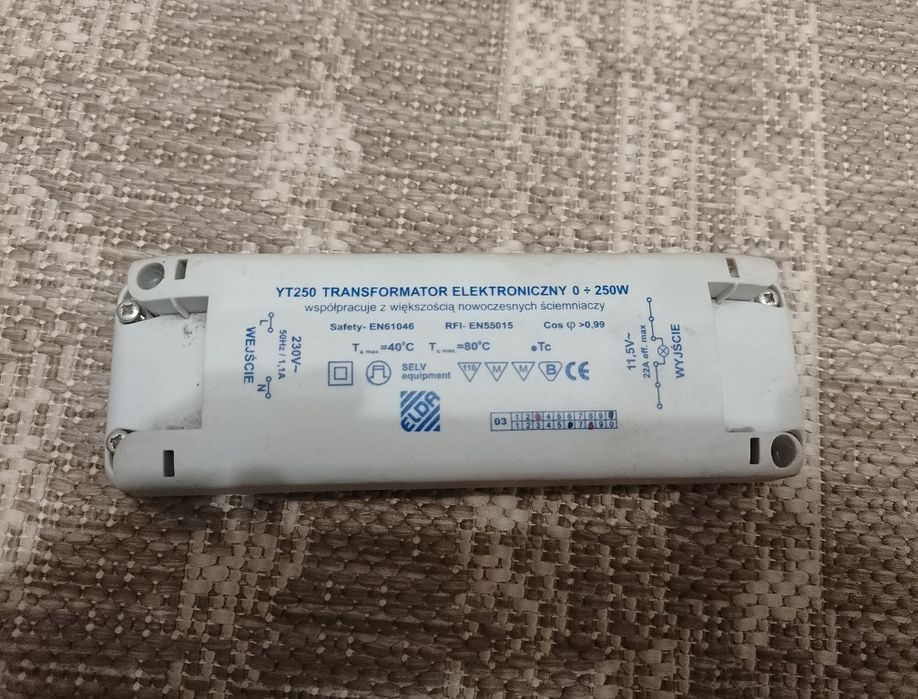 YT250 TRANSFORMATOR ELEKTRONICZNY 0 ÷ 250W
współpracuje z większością nowoczesnych ściemniaczy
Safety- EN61046 RFI- EN55015 Cos φ >0,99
Ta max.=40°C Tc max.=80°C •Tc
SELV
equipment
110 M M B CE
ELDA
03 1 2 3 4 5 6 7 8 9 0
1 2 3 4 5 6 7 8 9 0
L
N
230V~
50Hz / 1,1A
WEJŚCIE
11,5V~
22A eff. max
WYJŚCIE